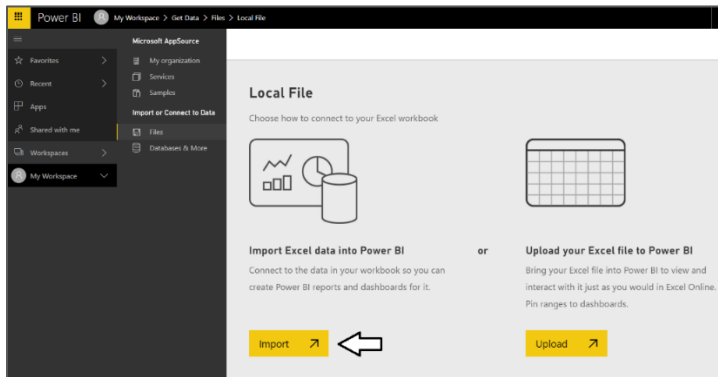 Power BI
My Workspace > Get Data > Files > Local File
Microsoft AppSource
My organization
Services
Samples
Import or Connect to Data
Files
Databases & More
Favorites
Recent
Apps
Shared with me
Workspaces
My Workspace
Local File
Choose how to connect to your Excel workbook
Import Excel data into Power BI
Connect to the data in your workbook so you can
create Power BI reports and dashboards for it.
Import
or
Upload your Excel file to Power BI
Bring your Excel file into Power BI to view and
interact with it just as you would in Excel Online.
Pin ranges to dashboards.
Upload